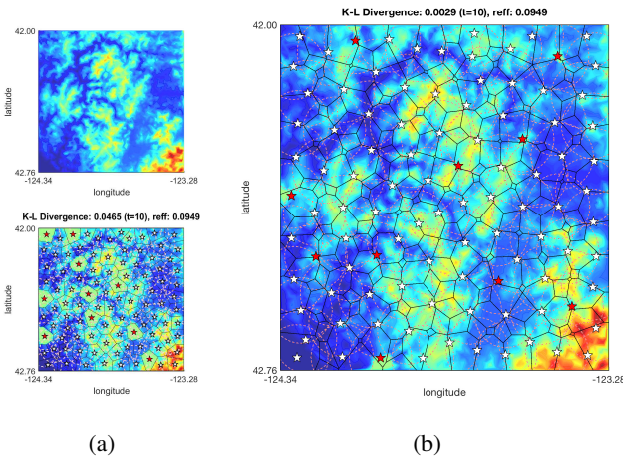 42.00
latitude
42.76
-124.34
-123.28
longitude
K-L Divergence: 0.0465 (t=10), reff: 0.0949
42.00
latitude
42.76
-124.34
-123.28
longitude
(a)
K-L Divergence: 0.0029 (t=10), reff: 0.0949
42.00
latitude
42.76
-124.34
-123.28
longitude
(b)